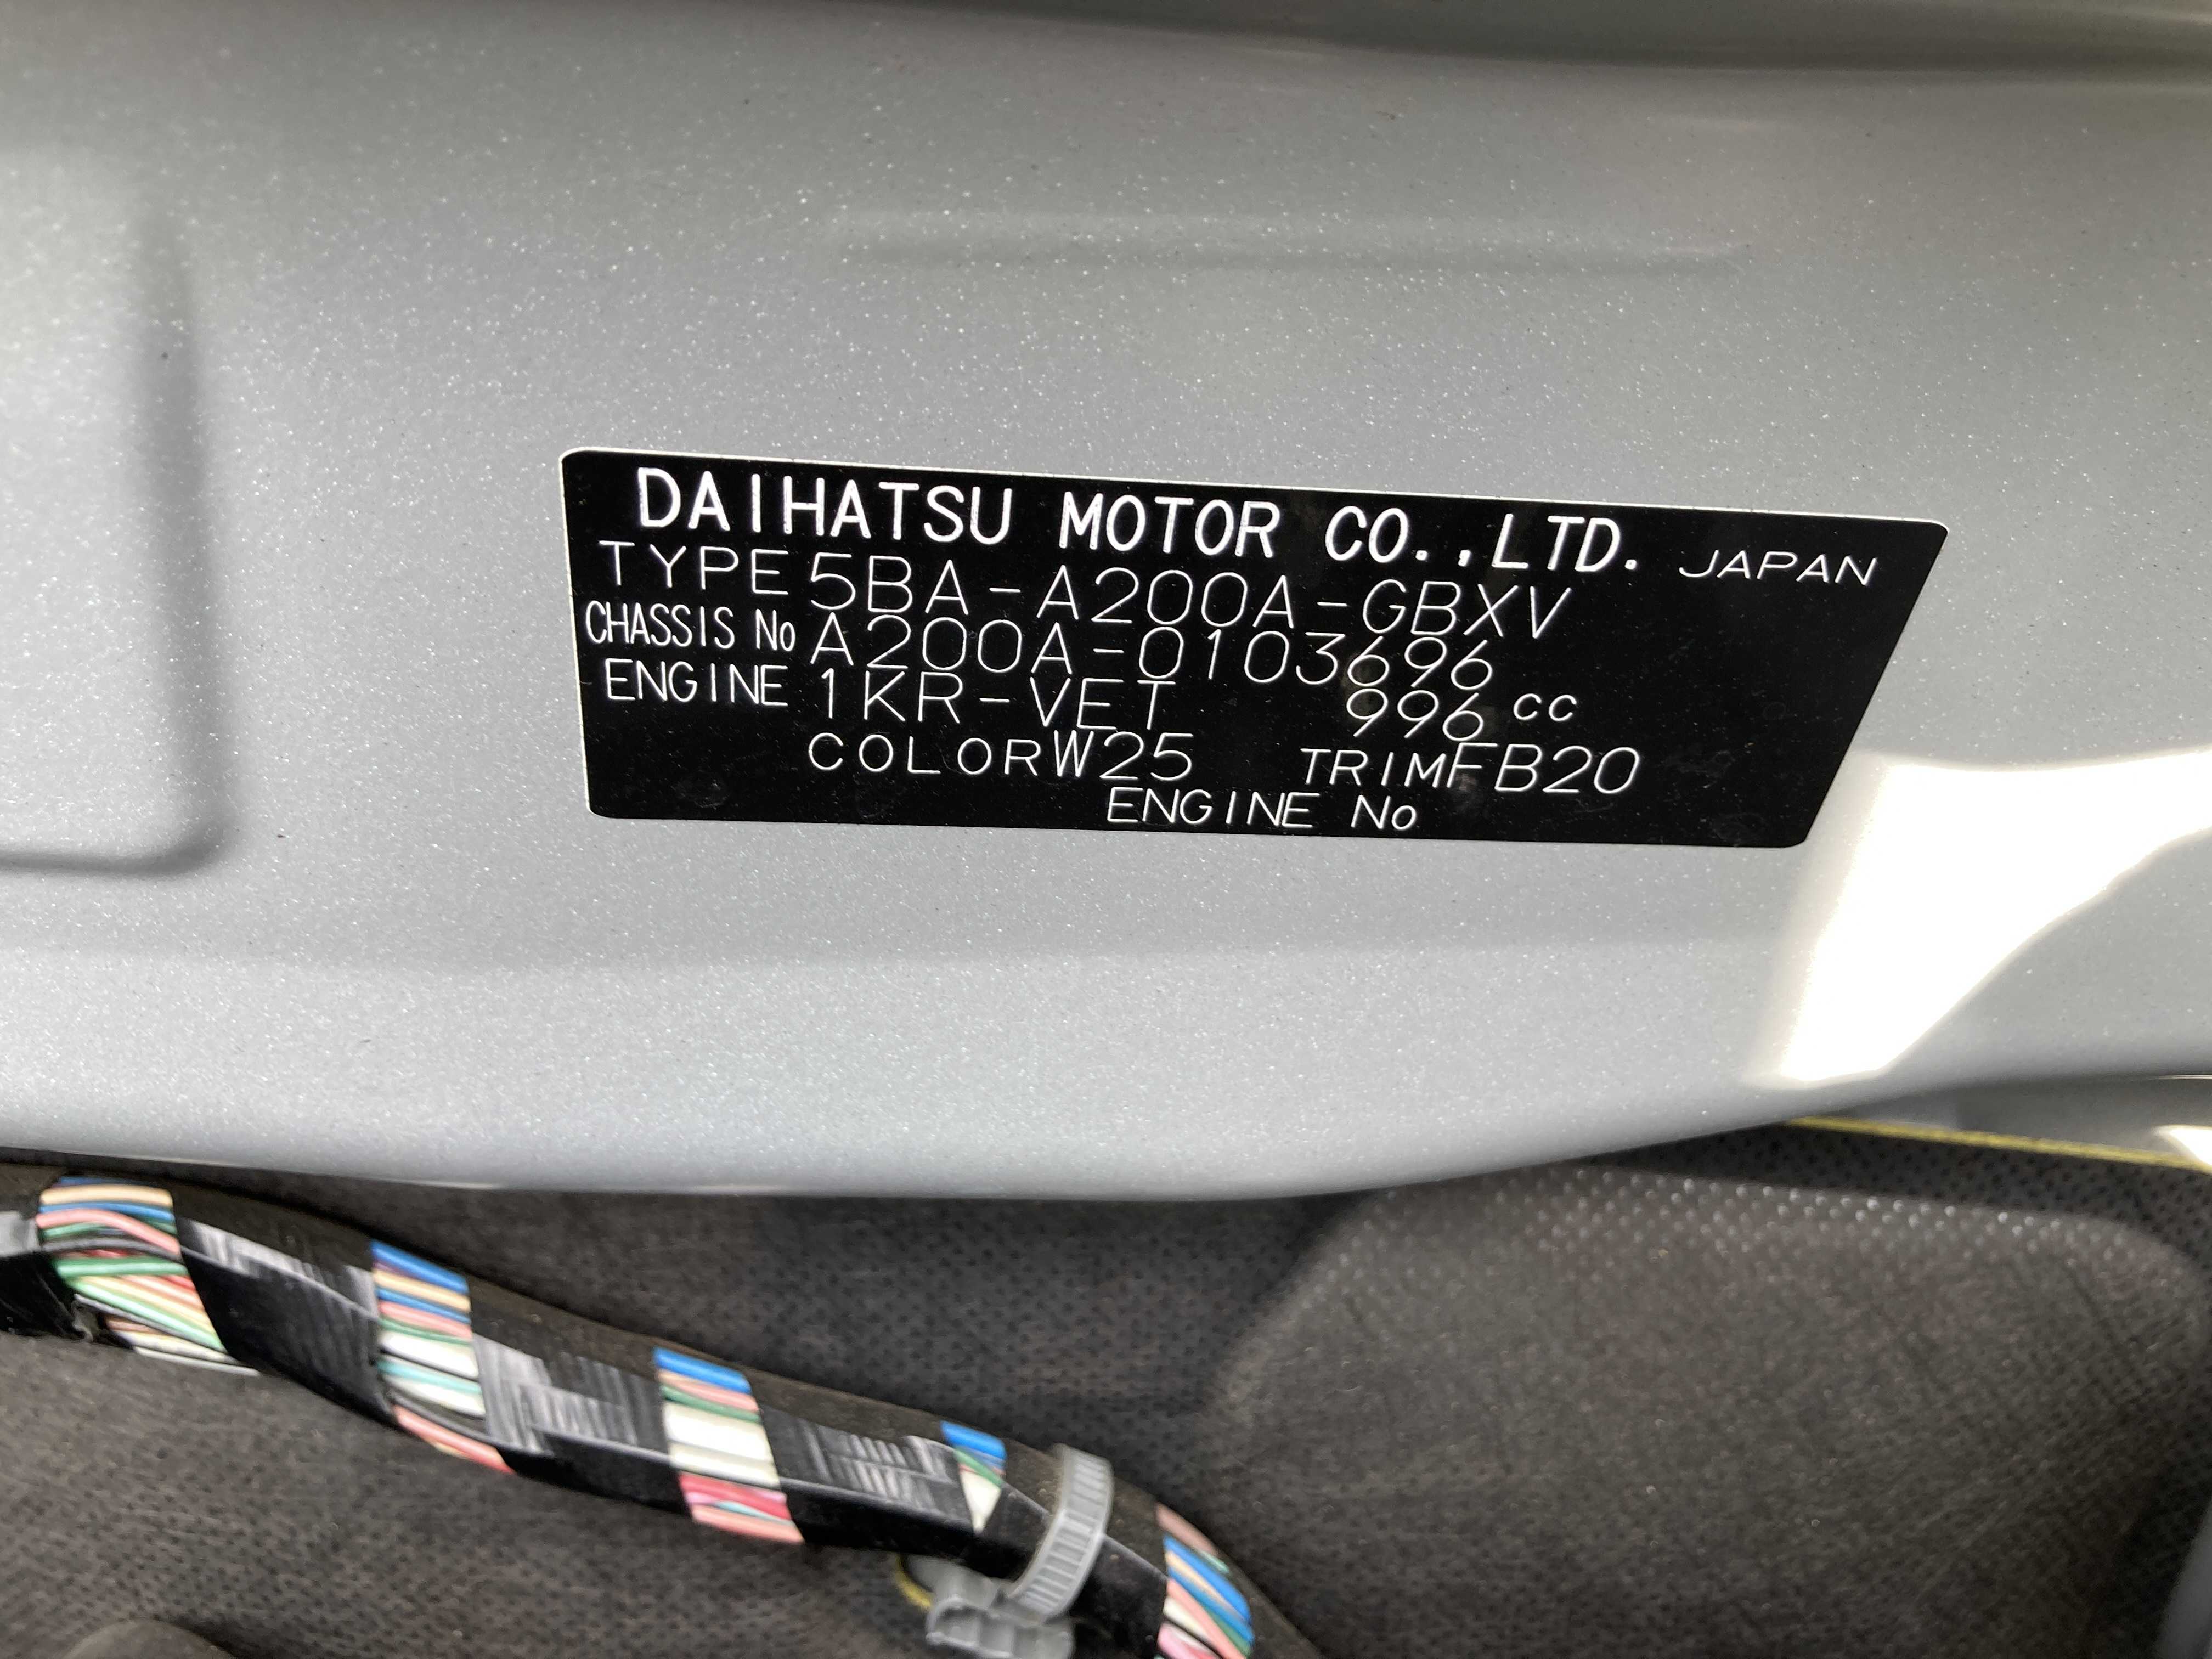 DAIHATSU MOTOR CO.,LTD. JAPAN
TYPE 5BA-A200A-GBXV
CHASSIS No A200A-0103696
ENGINE 1KR-VET 996 cc
COLOR W25 TRIM FB20
ENGINE No